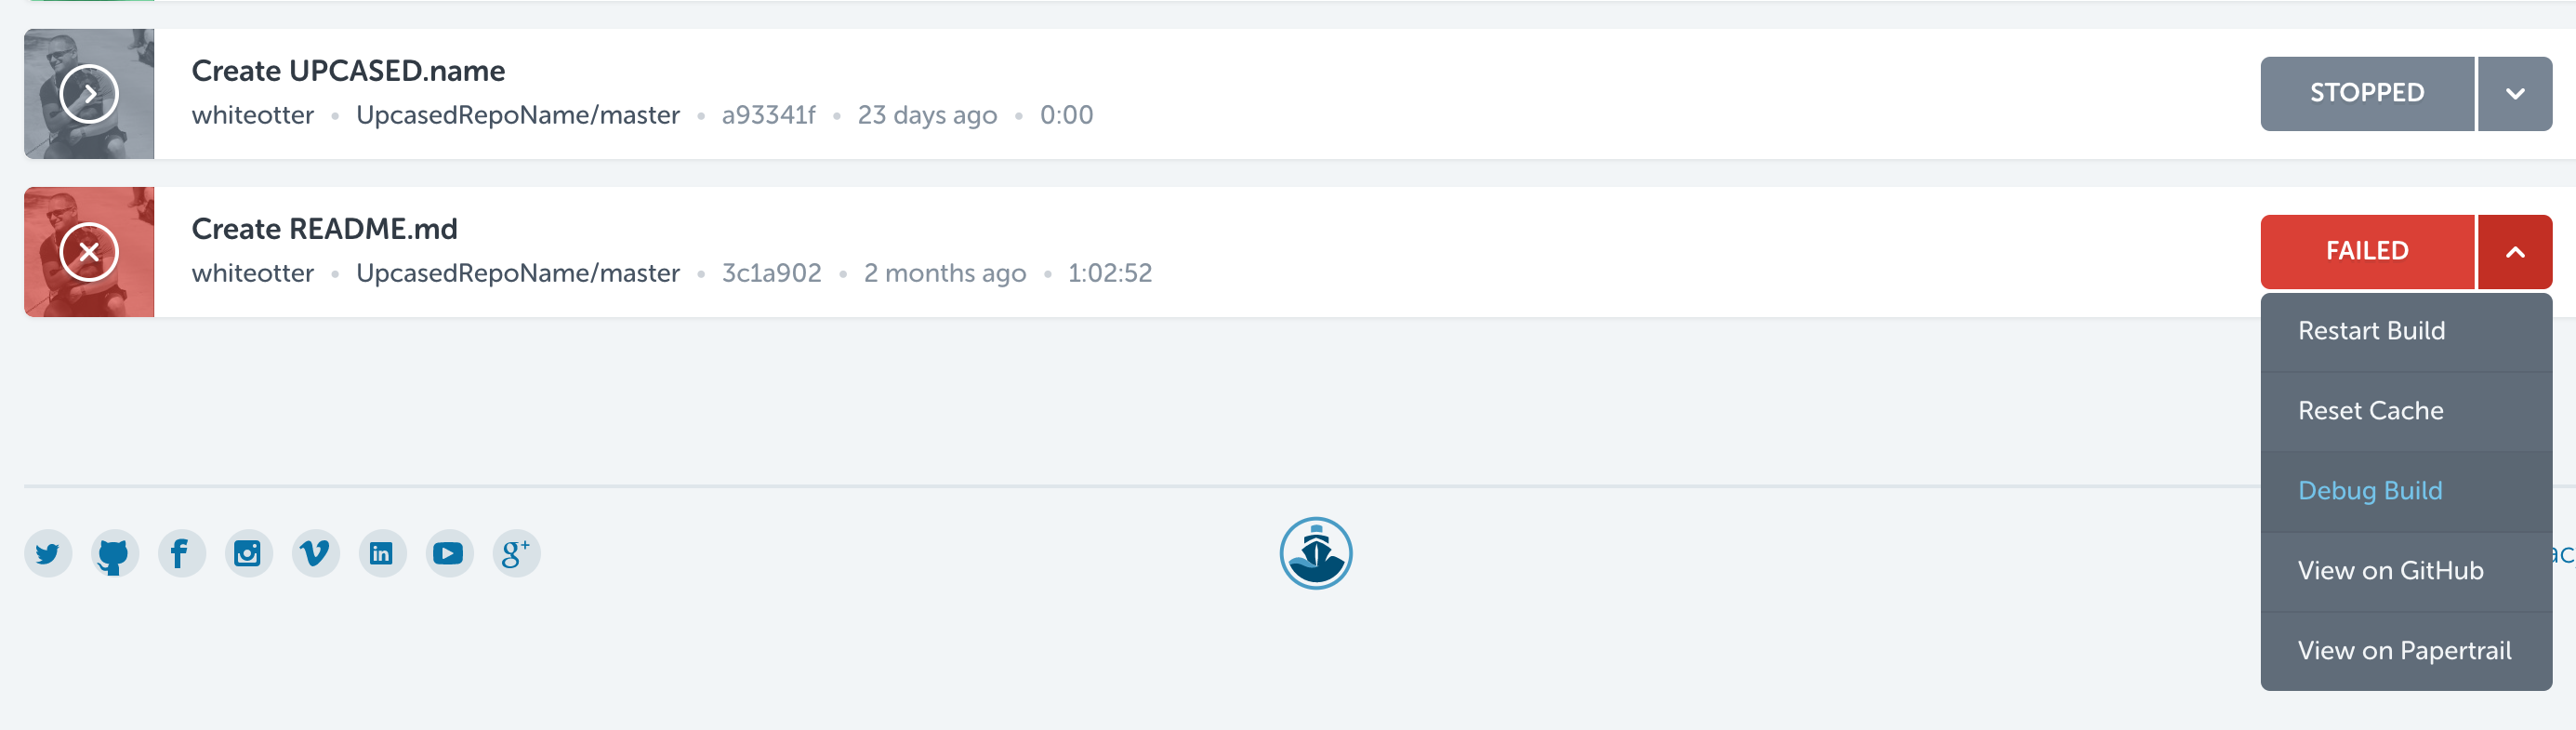 Create UPCASED.name
whiteotter • UpcasedRepoName/master • a93341f • 23 days ago • 0:00
STOPPED
Create README.md
whiteotter • UpcasedRepoName/master • 3c1a902 • 2 months ago • 1:02:52
FAILED
Restart Build
Reset Cache
Debug Build
View on GitHub
View on Papertrail